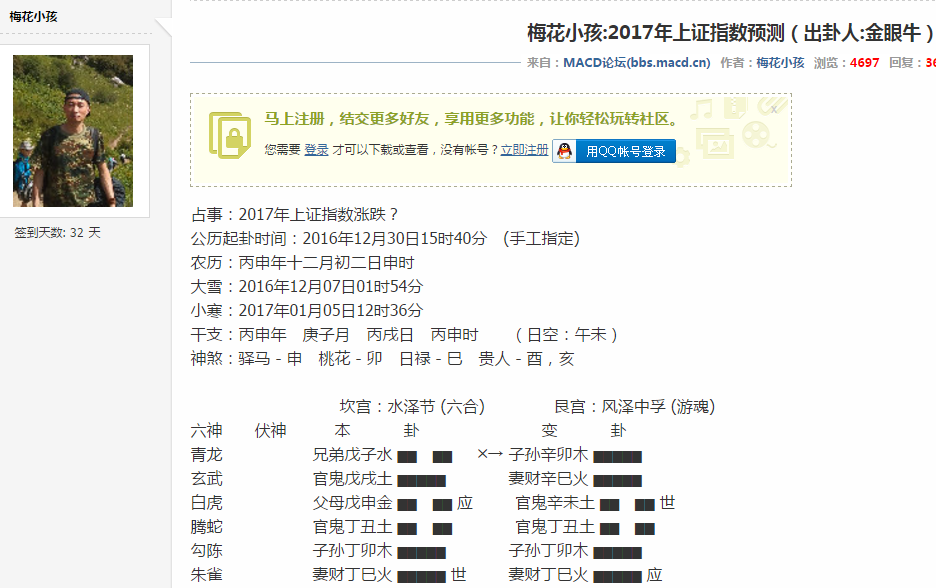 梅花小孩
签到天数: 32 天
梅花小孩:2017年上证指数预测（出卦人:金眼牛）
来自：MACD论坛(bbs.macd.cn) 作者：梅花小孩 浏览：4697 回复：36
马上注册，结交更多好友，享用更多功能，让你轻松玩转社区。
x
您需要 登录 才可以下载或查看，没有帐号？立即注册 用QQ帐号登录
占事：2017年上证指数涨跌？
公历起卦时间：2016年12月30日15时40分 (手工指定)
农历：丙申年十二月初二日申时
大雪：2016年12月07日01时54分
小寒：2017年01月05日12时36分
干支：丙申年 庚子月 丙戌日 丙申时 （日空：午未）
神煞：驿马－申 桃花－卯 日禄－巳 贵人－酉，亥
坎宫：水泽节 (六合) 艮宫：风泽中孚 (游魂)
六神 伏神 本 卦 变 卦
青龙 兄弟戊子水 ×→ 子孙辛卯木
玄武 官鬼戊戌土 妻财辛巳火
白虎 父母戊申金 应 官鬼辛未土 世
腾蛇 官鬼丁丑土 官鬼丁丑土
勾陈 子孙丁卯木 子孙丁卯木
朱雀 妻财丁巳火 世 妻财丁巳火 应